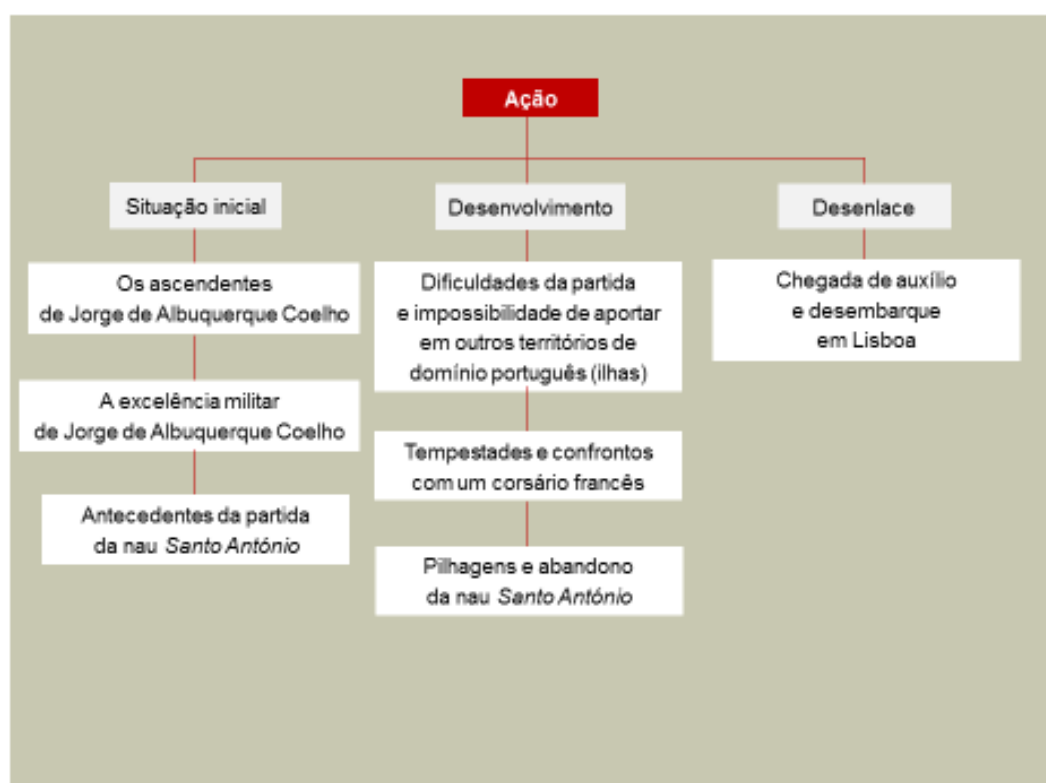 Ação
Situação inicial
Os ascendentes
de Jorge de Albuquerque Coelho
A excelência militar
de Jorge de Albuquerque Coelho
Antecedentes da partida
da nau Santo António
Desenvolvimento
Dificuldades da partida
e impossibilidade de aportar
em outros territórios de
domínio português (ilhas)
Tempestades e confrontos
com um corsário francês
Pilhagens e abandono
da nau Santo António
Desenlace
Chegada de auxílio
e desembarque
em Lisboa